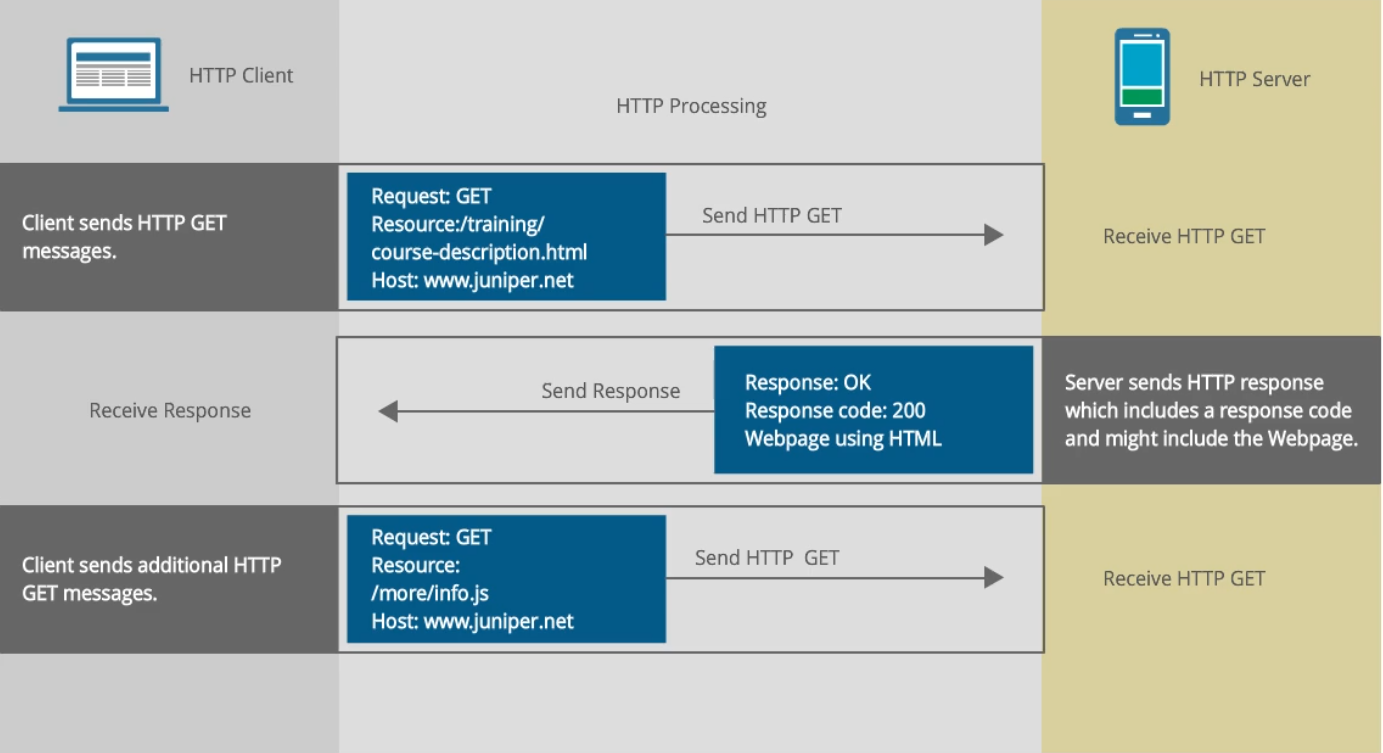 HTTP Client
HTTP Processing
HTTP Server
Client sends HTTP GET
messages.
Request: GET
Resource:/training/
course-description.html
Host: www.juniper.net
Send HTTP GET
Receive HTTP GET
Receive Response
Send Response
Response: OK
Response code: 200
Webpage using HTML
Server sends HTTP response
which includes a response code
and might include the Webpage.
Client sends additional HTTP
GET messages.
Request: GET
Resource:
/more/info.js
Host: www.juniper.net
Send HTTP  GET
Receive HTTP GET